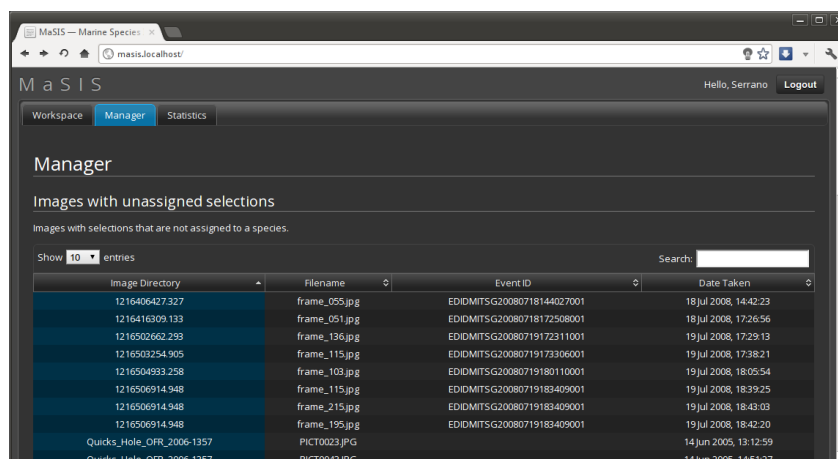 MaSIS — Marine Species
masis.localhost/
MaSIS
Hello, Serrano Logout
Workspace Manager Statistics
Manager
Images with unassigned selections
Images with selections that are not assigned to a species.
Show 10 entries Search:
Image Directory Filename Event ID Date Taken
1216406427.327 frame_055.jpg EDIDMITSG20080718144027001 18 Jul 2008, 14:42:23
1216416309.133 frame_051.jpg EDIDMITSG20080718172508001 18 Jul 2008, 17:26:56
1216502662.293 frame_136.jpg EDIDMITSG20080719172311001 19 Jul 2008, 17:29:13
1216503254.905 frame_115.jpg EDIDMITSG20080719173306001 19 Jul 2008, 17:38:21
1216504933.258 frame_103.jpg EDIDMITSG20080719180110001 19 Jul 2008, 18:05:54
1216506914.948 frame_115.jpg EDIDMITSG20080719183409001 19 Jul 2008, 18:39:25
1216506914.948 frame_215.jpg EDIDMITSG20080719183409001 19 Jul 2008, 18:43:03
1216506914.948 frame_195.jpg EDIDMITSG20080719183409001 19 Jul 2008, 18:42:20
Quicks_Hole_OFR_2006-1357 PICT0023.JPG 14 Jun 2005, 13:12:59